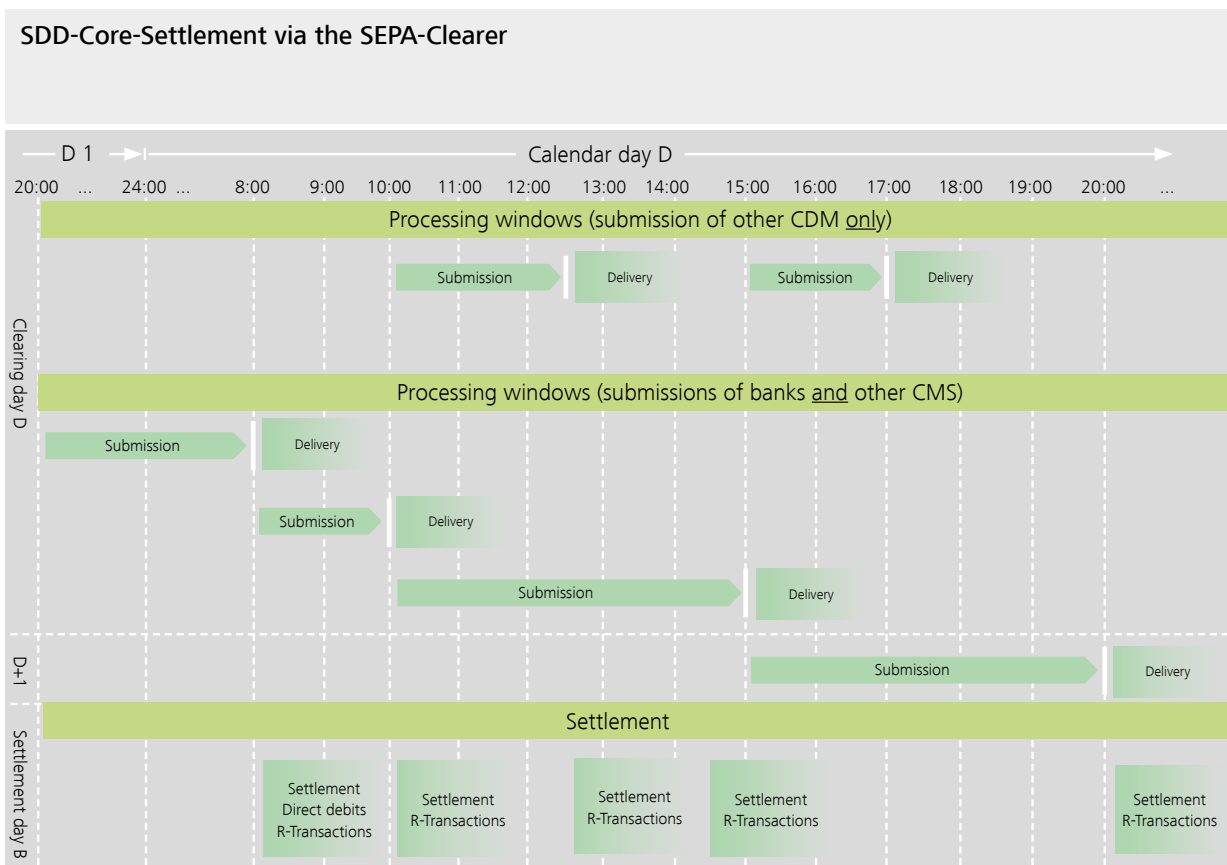 SDD-Core-Settlement via the SEPA-Clearer
D 1
Calendar day D
20:00 ... 24:00 ... 8:00 9:00 10:00 11:00 12:00 13:00 14:00 15:00 16:00 17:00 18:00 19:00 20:00 ...
Processing windows (submission of other CDM only)
Submission Delivery Submission Delivery
Clearing day D
Processing windows (submissions of banks and other CMS)
Submission Delivery
Submission Delivery
Submission Delivery
D+1
Submission Delivery
Settlement
Settlement day B
Settlement
Direct debits
R-Transactions
Settlement
R-Transactions
Settlement
R-Transactions
Settlement
R-Transactions
Settlement
R-Transactions